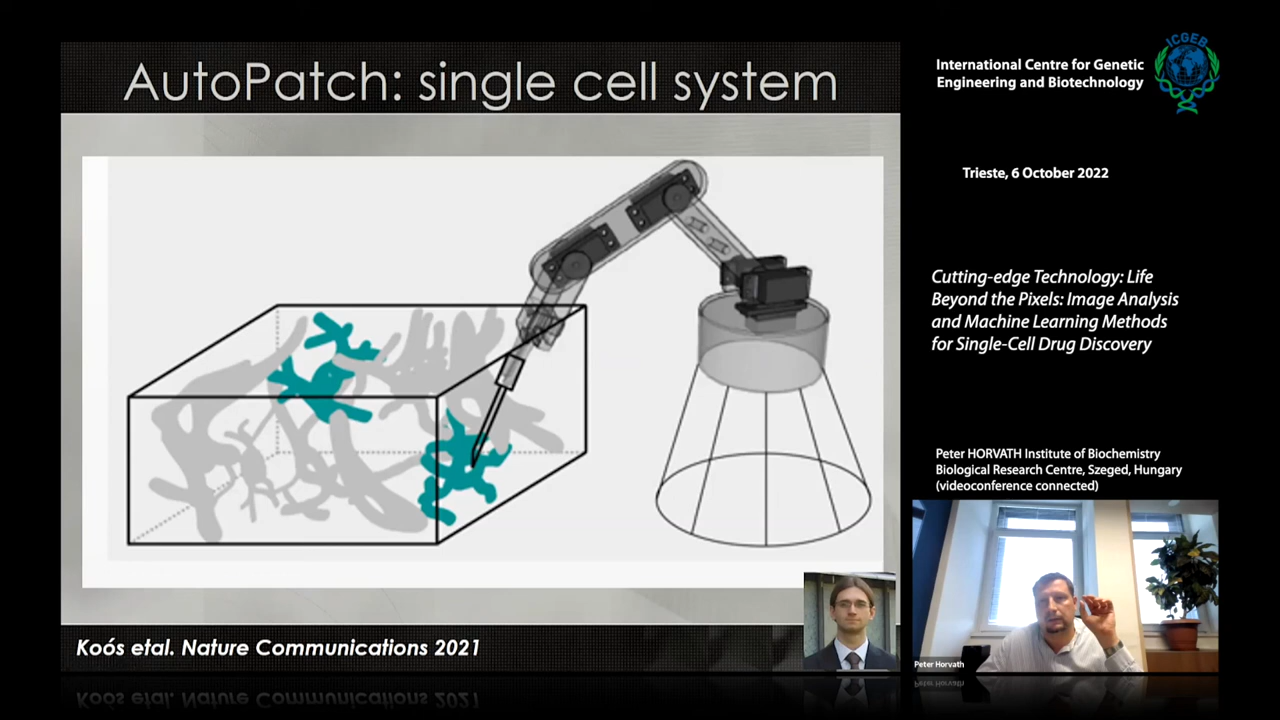 AutoPatch: single cell system
Koós etal. Nature Communications 2021
International Centre for Genetic
Engineering and Biotechnology
ICGEB
Trieste, 6 October 2022
Cutting-edge Technology: Life
Beyond the Pixels: Image Analysis
and Machine Learning Methods
for Single-Cell Drug Discovery
Peter HORVATH Institute of Biochemistry
Biological Research Centre, Szeged, Hungary
(videoconference connected)
Peter Horvath